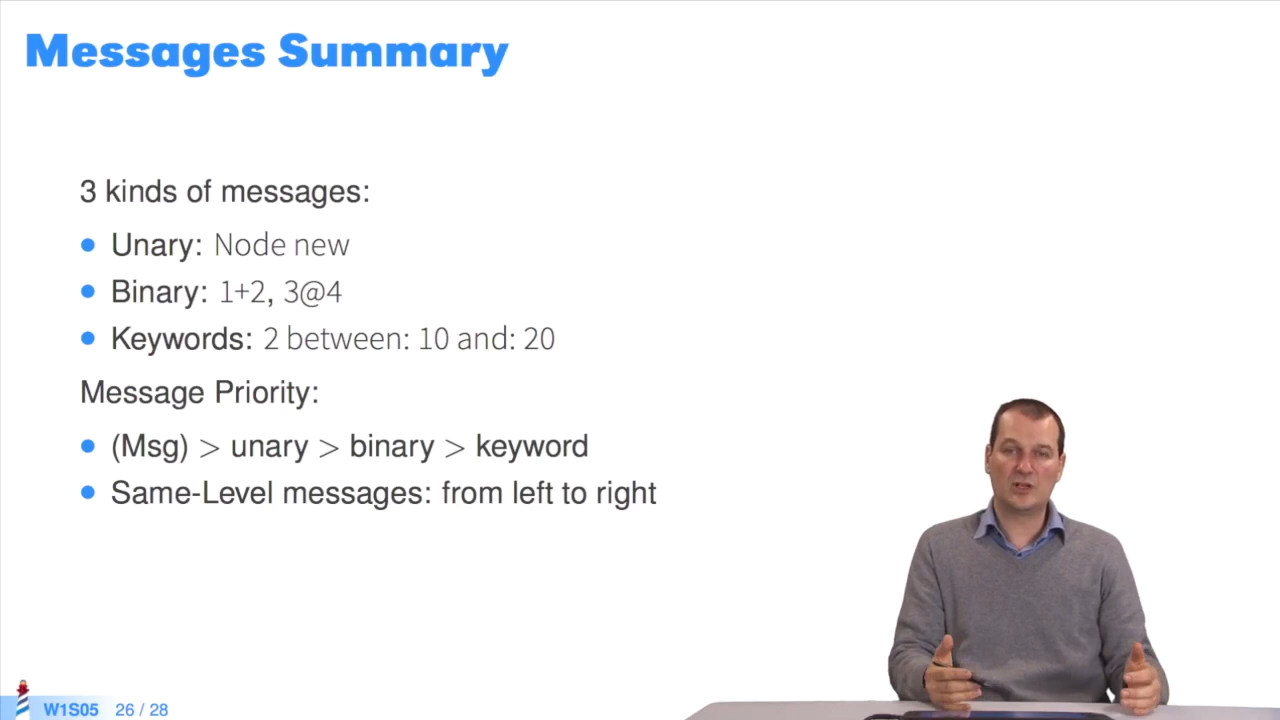 Messages Summary
3 kinds of messages:
Unary: Node new
Binary: 1+2, 3@4
Keywords: 2 between: 10 and: 20
Message Priority:
(Msg) > unary > binary > keyword
Same-Level messages: from left to right
W1S05 26 / 28